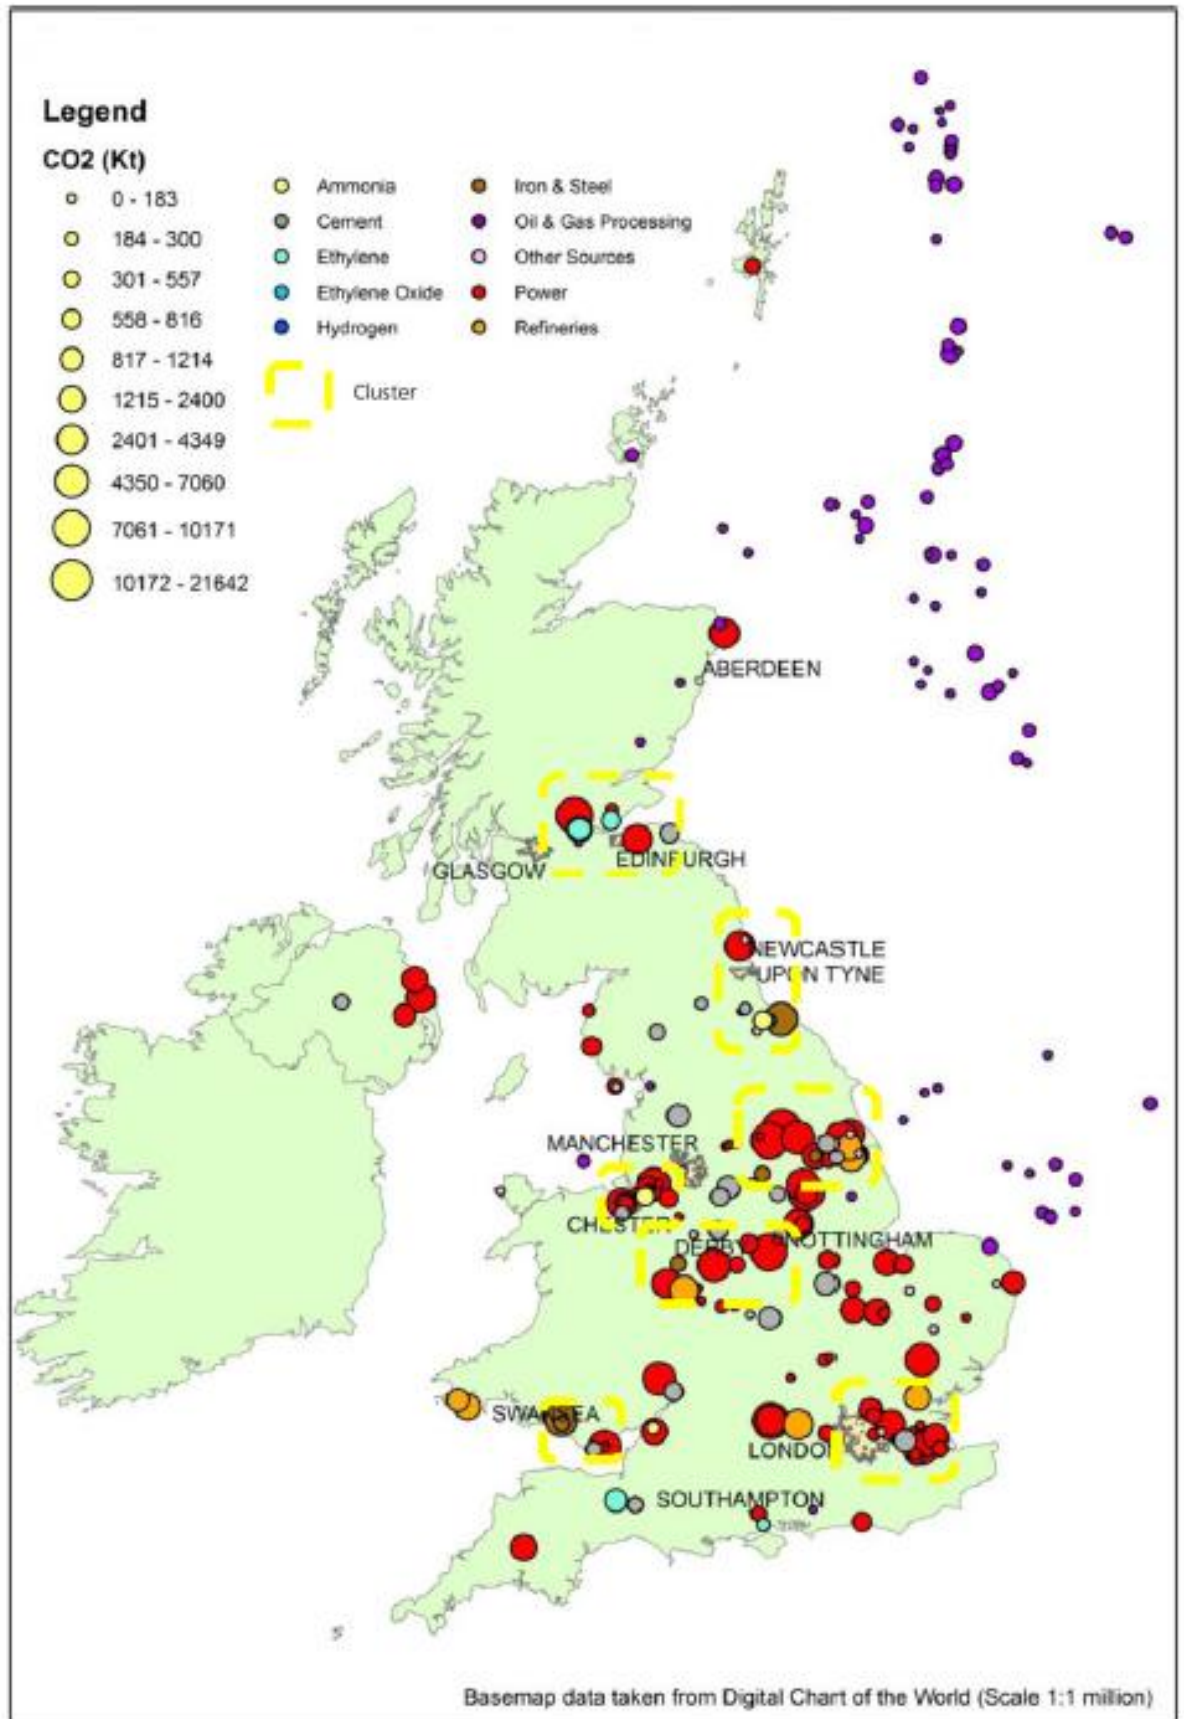 Legend
CO2 (Kt)
0 - 183
184 - 300
301 - 557
558 - 816
817 - 1214
1215 - 2400
2401 - 4349
4350 - 7060
7061 - 10171
10172 - 21642
Ammonia
Cement
Ethylene
Ethylene Oxide
Hydrogen
Iron & Steel
Oil & Gas Processing
Other Sources
Power
Refineries
Cluster
ABERDEEN
EDINBURGH
GLASGOW
NEWCASTLE
UPON TYNE
MANCHESTER
CHESTER
DERBY
NOTTINGHAM
SWANSEA
LONDON
SOUTHAMPTON
Basemap data taken from Digital Chart of the World (Scale 1:1 million)